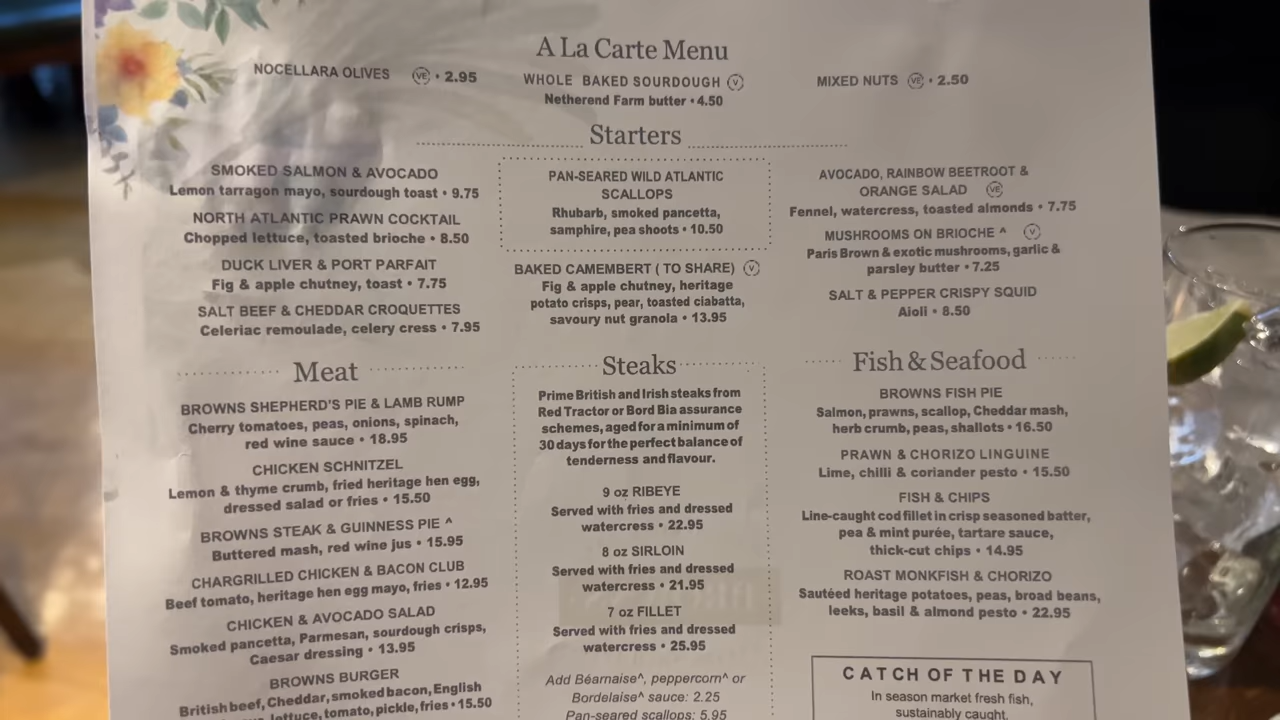 A La Carte Menu
NOCELLARA OLIVES VE • 2.95
WHOLE BAKED SOURDOUGH V
Netherend Farm butter • 4.50
MIXED NUTS VE • 2.50
Starters
SMOKED SALMON & AVOCADO
Lemon tarragon mayo, sourdough toast • 9.75
NORTH ATLANTIC PRAWN COCKTAIL
Chopped lettuce, toasted brioche • 8.50
DUCK LIVER & PORT PARFAIT
Fig & apple chutney, toast • 7.75
SALT BEEF & CHEDDAR CROQUETTES
Celeriac remoulade, celery cress • 7.95
PAN-SEARED WILD ATLANTIC
SCALLOPS
Rhubarb, smoked pancetta,
samphire, pea shoots • 10.50
BAKED CAMEMBERT ( TO SHARE) V
Fig & apple chutney, heritage
potato crisps, pear, toasted ciabatta,
savoury nut granola • 13.95
AVOCADO, RAINBOW BEETROOT &
ORANGE SALAD VE
Fennel, watercress, toasted almonds • 7.75
MUSHROOMS ON BRIOCHE ^ V
Paris Brown & exotic mushrooms, garlic &
parsley butter • 7.25
SALT & PEPPER CRISPY SQUID
Aioli • 8.50
Meat
BROWNS SHEPHERD'S PIE & LAMB RUMP
Cherry tomatoes, peas, onions, spinach,
red wine sauce • 18.95
CHICKEN SCHNITZEL
Lemon & thyme crumb, fried heritage hen egg,
dressed salad or fries • 15.50
BROWNS STEAK & GUINNESS PIE ^
Buttered mash, red wine jus • 15.95
CHARGRILLED CHICKEN & BACON CLUB
Beef tomato, heritage hen egg mayo, fries • 12.95
CHICKEN & AVOCADO SALAD
Smoked pancetta, Parmesan, sourdough crisps,
Caesar dressing • 13.95
BROWNS BURGER
British beef, Cheddar, smoked bacon, English
lettuce, tomato, pickle, fries • 15.50
Steaks
Prime British and Irish steaks from
Red Tractor or Bord Bia assurance
schemes, aged for a minimum of
30 days for the perfect balance of
tenderness and flavour.
9 oz RIBEYE
Served with fries and dressed
watercress • 22.95
8 oz SIRLOIN
Served with fries and dressed
watercress • 21.95
7 oz FILLET
Served with fries and dressed
watercress • 25.95
Add Béarnaise^, peppercorn^ or
Bordelaise^ sauce: 2.25
Pan-seared scallops: 5.95
Fish & Seafood
BROWNS FISH PIE
Salmon, prawns, scallop, Cheddar mash,
herb crumb, peas, shallots • 16.50
PRAWN & CHORIZO LINGUINE
Lime, chilli & coriander pesto • 15.50
FISH & CHIPS
Line-caught cod fillet in crisp seasoned batter,
pea & mint purée, tartare sauce,
thick-cut chips • 14.95
ROAST MONKFISH & CHORIZO
Sautéed heritage potatoes, peas, broad beans,
leeks, basil & almond pesto • 22.95
CATCH OF THE DAY
In season market fresh fish,
sustainably caught.